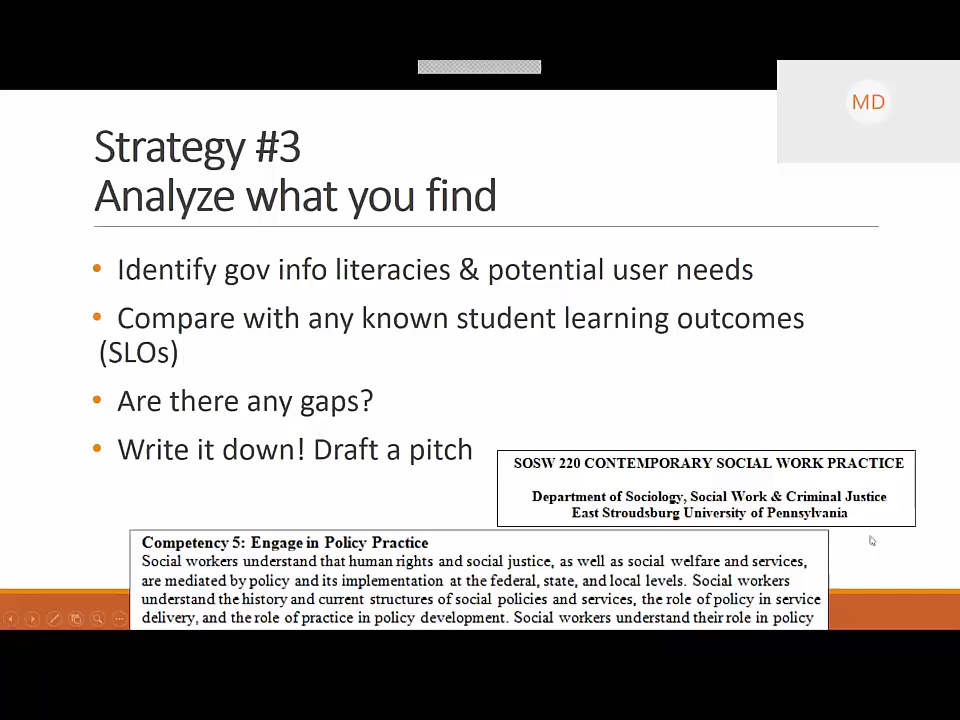 MD
Strategy #3
Analyze what you find
• Identify gov info literacies & potential user needs
• Compare with any known student learning outcomes
(SLOs)
• Are there any gaps?
• Write it down! Draft a pitch
SOSW 220 CONTEMPORARY SOCIAL WORK PRACTICE
Department of Sociology, Social Work & Criminal Justice
East Stroudsburg University of Pennsylvania
Competency 5: Engage in Policy Practice
Social workers understand that human rights and social justice, as well as social welfare and services,
are mediated by policy and its implementation at the federal, state, and local levels. Social workers
understand the history and current structures of social policies and services, the role of policy in service
delivery, and the role of practice in policy development. Social workers understand their role in policy